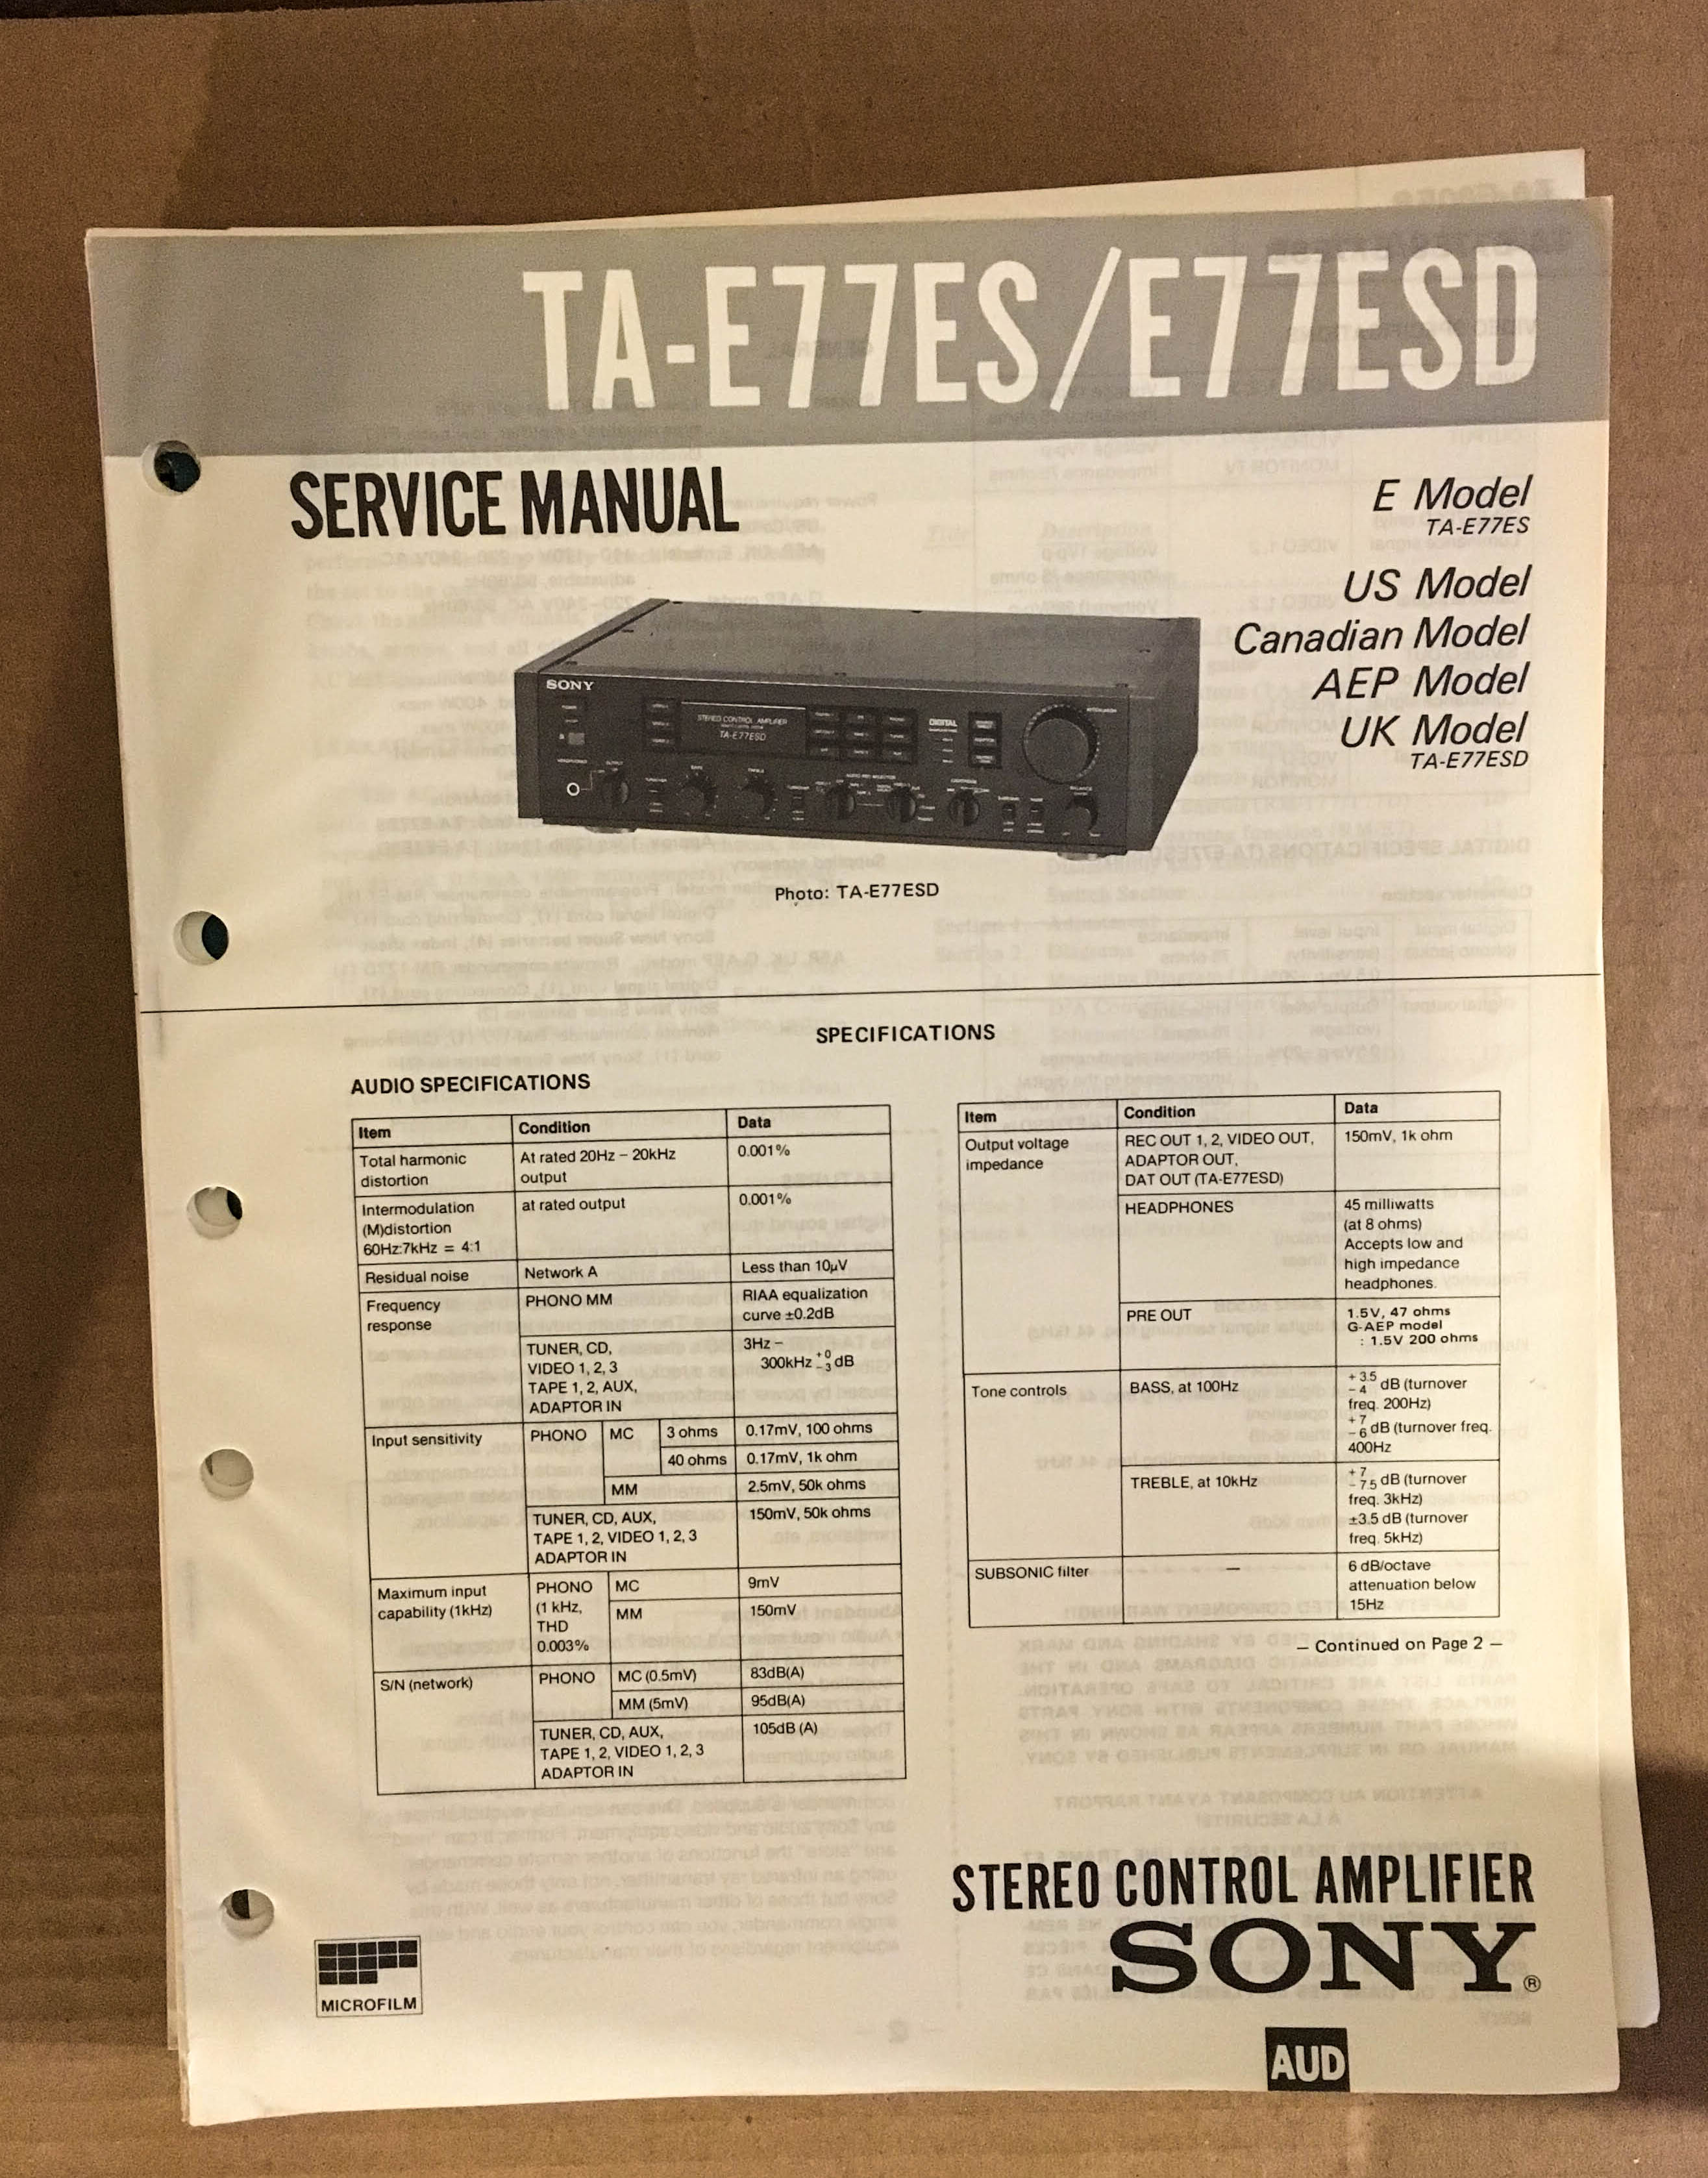 TA-E77ES/E77ESD
SERVICE MANUAL
E Model
TA-E77ES
US Model
Canadian Model
AEP Model
UK Model
TA-E77ESD
SONY
STEREO CONTROL AMPLIFIER
TA-E77ESD
DIGITAL
Photo: TA-E77ESD
SPECIFICATIONS
AUDIO SPECIFICATIONS
Item Condition Data
Total harmonic distortion At rated 20Hz – 20kHz output 0.001%
Intermodulation (M)distortion 60Hz:7kHz = 4:1 at rated output 0.001%
Residual noise Network A Less than 10µV
Frequency response PHONO MM RIAA equalization curve ±0.2dB
TUNER, CD, VIDEO 1, 2, 3 TAPE 1, 2, AUX, ADAPTOR IN 3Hz – 300kHz +0 −3 dB
Input sensitivity PHONO MC 3 ohms 0.17mV, 100 ohms
40 ohms 0.17mV, 1k ohm
MM 2.5mV, 50k ohms
TUNER, CD, AUX, TAPE 1, 2, VIDEO 1, 2, 3 ADAPTOR IN 150mV, 50k ohms
Maximum input capability (1kHz) PHONO (1 kHz, THD 0.003% MC 9mV
MM 150mV
S/N (network) PHONO MC (0.5mV) 83dB(A)
MM (5mV) 95dB(A)
TUNER, CD, AUX, TAPE 1, 2, VIDEO 1, 2, 3 ADAPTOR IN 105dB (A)
Item Condition Data
Output voltage impedance REC OUT 1, 2, VIDEO OUT, ADAPTOR OUT, DAT OUT (TA-E77ESD) 150mV, 1k ohm
HEADPHONES 45 milliwatts (at 8 ohms) Accepts low and high impedance headphones.
PRE OUT 1.5V, 47 ohms G-AEP model : 1.5V 200 ohms
Tone controls BASS, at 100Hz +3.5 −4 dB (turnover freq. 200Hz) +7 −6 dB (turnover freq. 400Hz
TREBLE, at 10kHz +7 −7.5 dB (turnover freq. 3kHz) ±3.5 dB (turnover freq. 5kHz)
SUBSONIC filter — 6 dB/octave attenuation below 15Hz
– Continued on Page 2 –
STEREO CONTROL AMPLIFIER
SONY®
MICROFILM
AUD